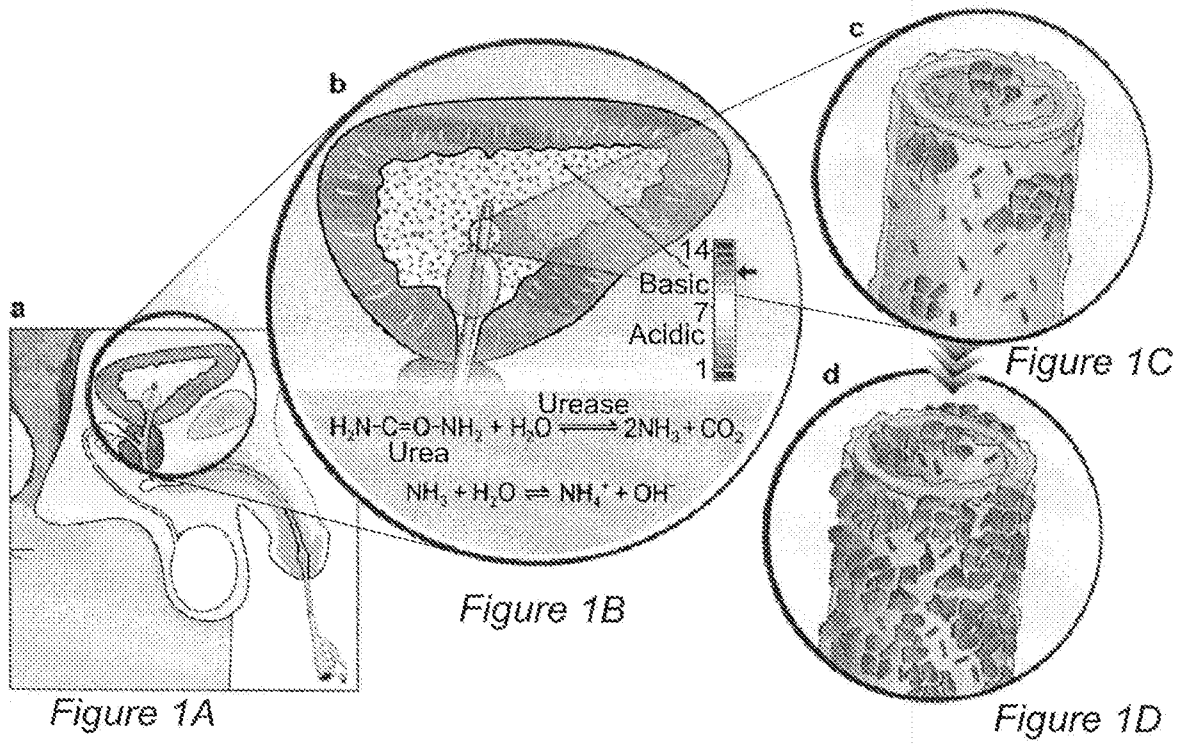 a
Figure 1A
b
14
Basic
7
Acidic
1
Urease
H₂N-C=O-NH₂ + H₂O ⇌ 2NH₃ + CO₂
Urea
NH₃ + H₂O ⇌ NH₄⁺ + OH⁻
Figure 1B
c
Figure 1C
d
Figure 1D